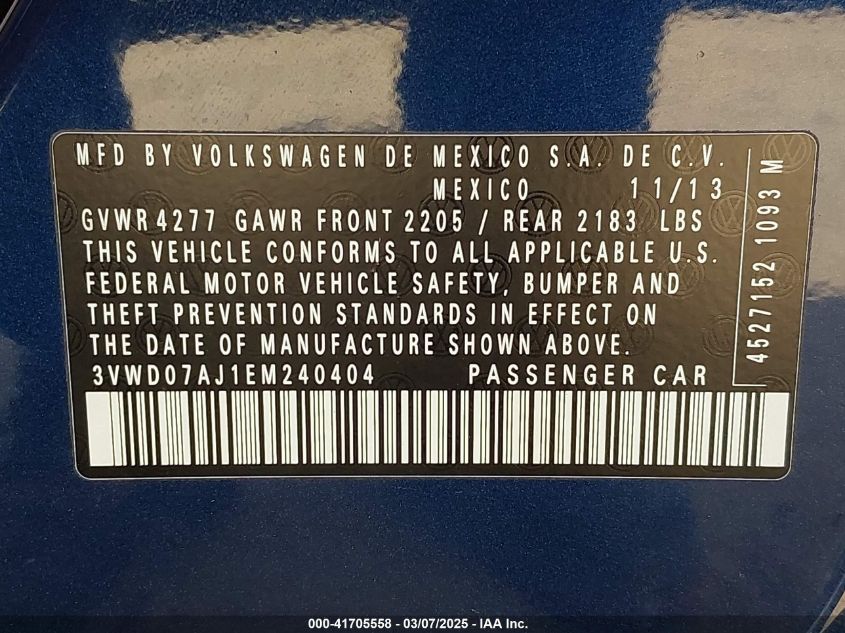 MFD BY VOLKSWAGEN DE MEXICO S.A. DE C.V.
MEXICO 11/13
GVWR 4277 GAWR FRONT 2205 / REAR 2183 LBS
THIS VEHICLE CONFORMS TO ALL APPLICABLE U.S.
FEDERAL MOTOR VEHICLE SAFETY, BUMPER AND
THEFT PREVENTION STANDARDS IN EFFECT ON
THE DATE OF MANUFACTURE SHOWN ABOVE.
3VWD07AJ1EM240404 PASSENGER CAR
4527152 1093 M
000-41705558 - 03/07/2025 - IAA Inc.